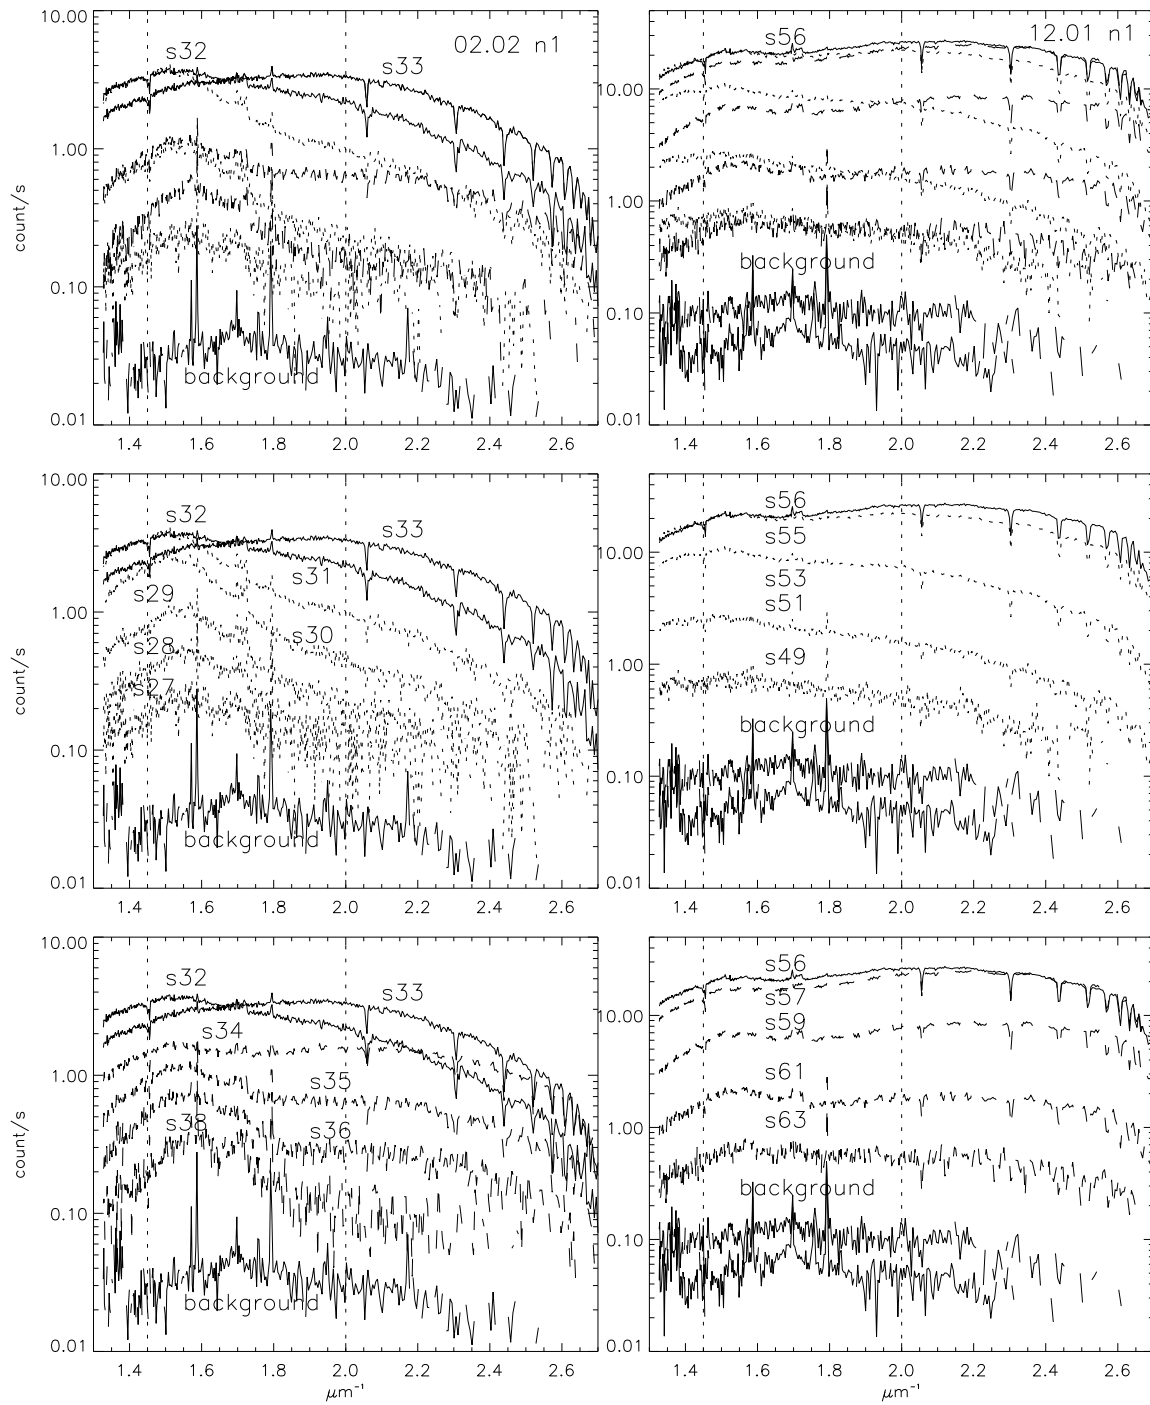 10.00
1.00
0.10
0.01
count/s
s32
02.02 n1
s33
background
1.4 1.6 1.8 2.0 2.2 2.4 2.6
10.00
1.00
0.10
0.01
count/s
s56
12.01 n1
background
1.4 1.6 1.8 2.0 2.2 2.4 2.6
10.00
1.00
0.10
0.01
count/s
s32
s33
s31
s29
s30
s28
s27
background
1.4 1.6 1.8 2.0 2.2 2.4 2.6
10.00
1.00
0.10
0.01
s56
s55
s53
s51
s49
background
1.4 1.6 1.8 2.0 2.2 2.4 2.6
10.00
1.00
0.10
0.01
count/s
s32
s33
s34
s35
s38
s36
background
1.4 1.6 1.8 2.0 2.2 2.4 2.6
μm⁻¹
10.00
1.00
0.10
0.01
count/s
s56
s57
s59
s61
s63
background
1.4 1.6 1.8 2.0 2.2 2.4 2.6
μm⁻¹